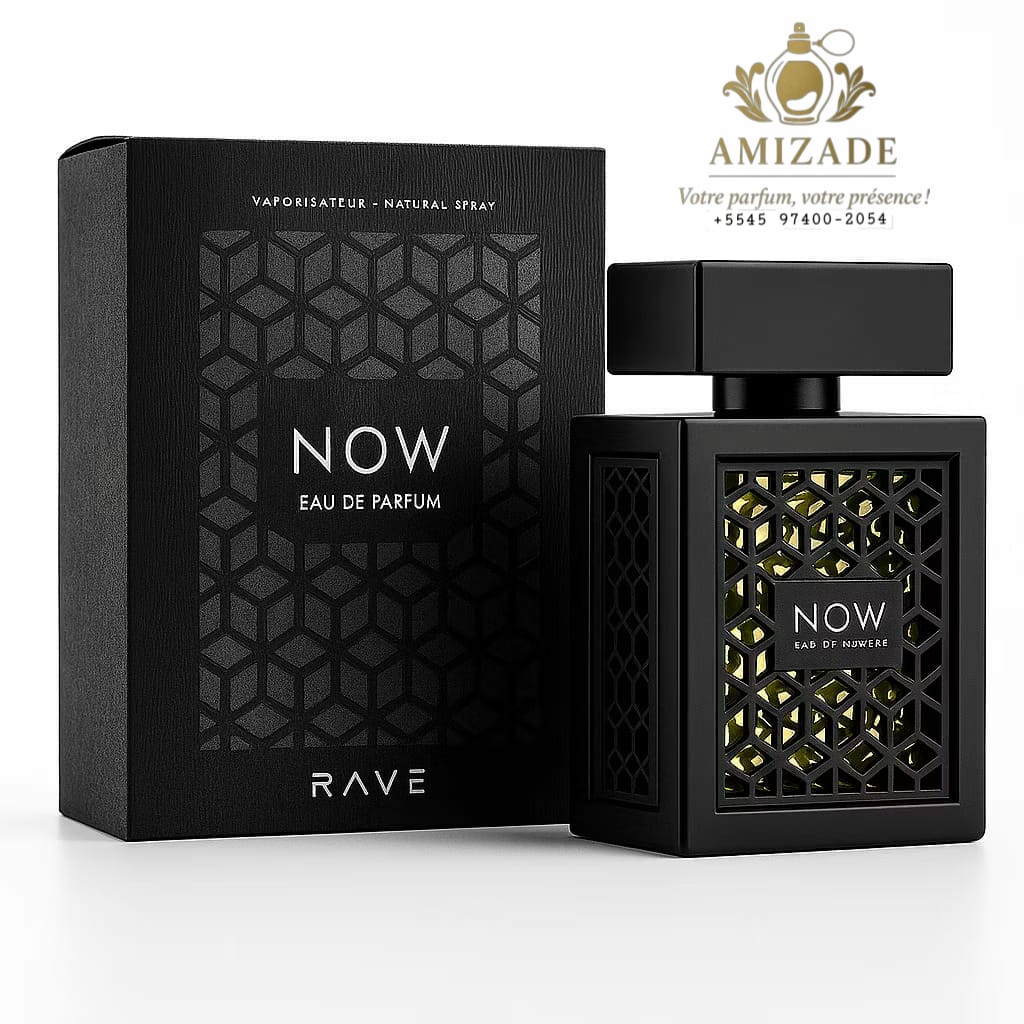 AMIZADE
Votre parfum, votre présence!
+5545 97400-2054
VAPORISATEUR - NATURAL SPRAY
NOW
EAU DE PARFUM
RAVE
NOW
EAB DF NUWERE